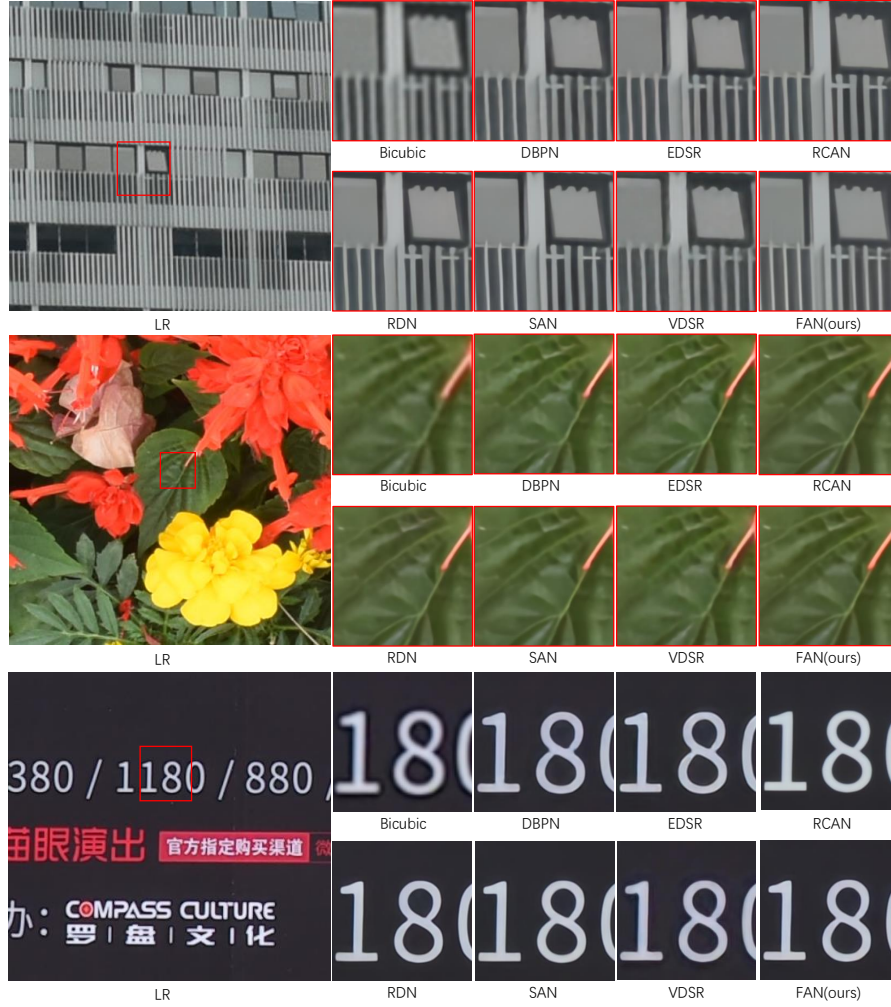 Bicubic DBPN EDSR RCAN
RDN SAN VDSR FAN(ours)
LR
Bicubic DBPN EDSR RCAN
RDN SAN VDSR FAN(ours)
LR
380 / 1180 / 880 /
猫眼演出 官方指定购买渠道 微
办：
COMPASS CULTURE
罗 | 盘 | 文 | 化
LR
180 180 180 180
Bicubic DBPN EDSR RCAN
180 180 180 180
RDN SAN VDSR FAN(ours)